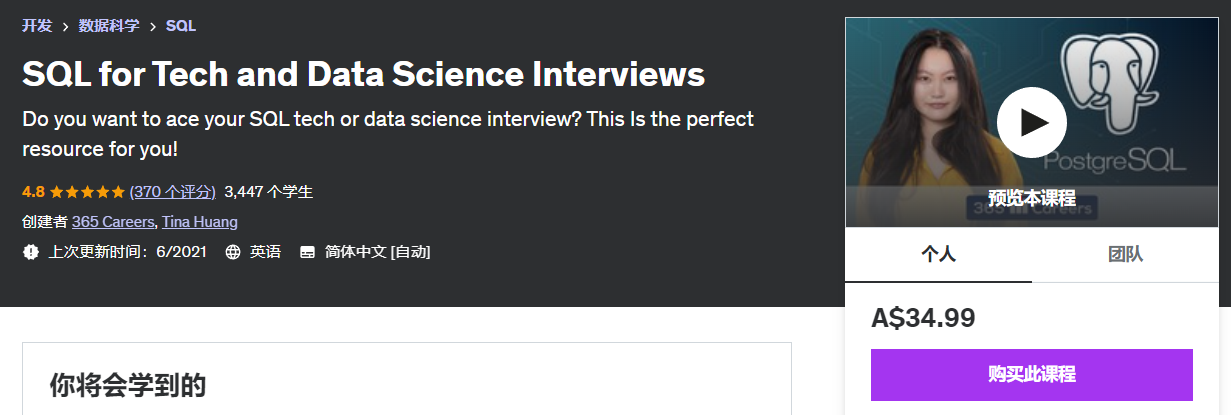 开发 > 数据科学 > SQL
SQL for Tech and Data Science Interviews
Do you want to ace your SQL tech or data science interview? This Is the perfect
resource for you!
4.8 (370 个评分) 3,447 个学生
创建者 365 Careers, Tina Huang
上次更新时间：6/2021 英语 简体中文 [自动]
PostgreSQL
预览本课程
365 Careers
个人 团队
A$34.99
购买此课程
你将会学到的